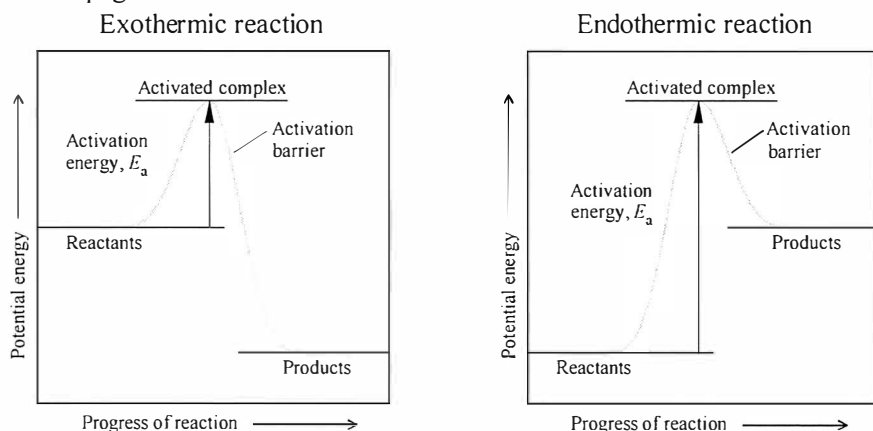 Exothermic reaction
Activated complex
Activation
energy, Ea
Activation
barrier
Reactants
Products
Potential energy
Progress of reaction
Endothermic reaction
Activated complex
Activation
barrier
Activation
energy, Ea
Products
Reactants
Potential energy
Progress of reaction